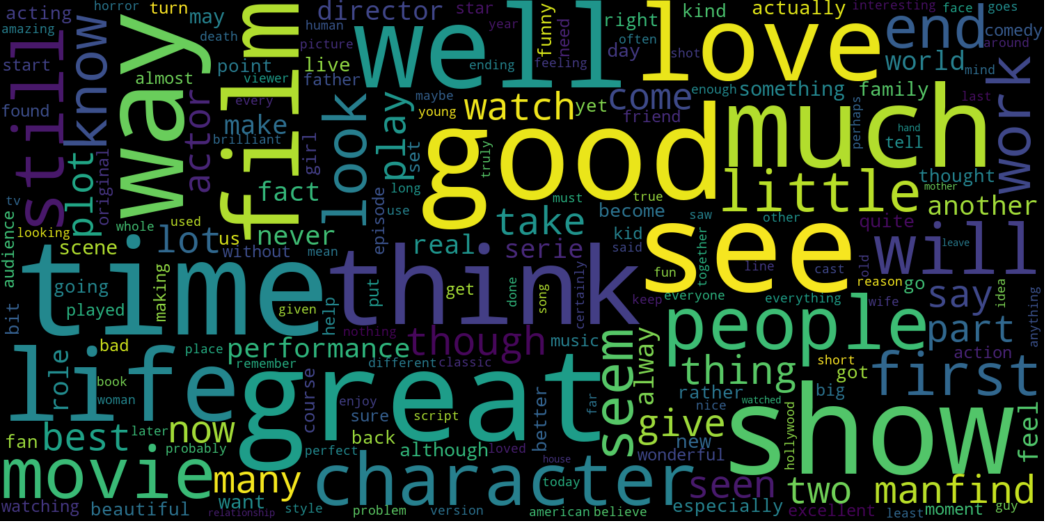 acting
horror
turn
director
star
funny
right
kind
actually
interesting
face
goes
amazing
still
know
way
may
death
film
human
year
well
need
love
often
shot
end
comedy
start
picture
live
ending
feeling
day
world
around
mind
almost
point
viewer
father
look
play
maybe
young
watch
yet
come
friend
enough
something
family
last
work
found
actor
make
every
brilliant
girl
good
much
perhaps
hand
tell
plot
original
fact
set
long
truly
must
true
little
thought
mother
another
tv
whole
used
us
never
use
take
become
saw
other
quite
looking
audience
scene
lot
without
mean
episode
real
serie
kid
said
see
together
line
cast
old
will
leave
going
time
making
think
put
get
done
song
certainly
fun
keep
everyone
everything
reason
wife
go
say
idea
anything
played
given
help
nothing
though
music
people
part
bit
bad
place
performance
different
classic
remember
seem
alway
thing
short
got
action
first
role
life
book
woman
great
course
enjoy
sure
script
better
far
rather
nice
watched
big
show
feel
fan
best
later
now
back
although
loved
give
new
wonderful
hollywood
probably
perfect
house
movie
many
character
today
seen
two
man
find
watching
beautiful
want
relationship
style
problem
version
american
believe
especially
excellent
least
moment
guy